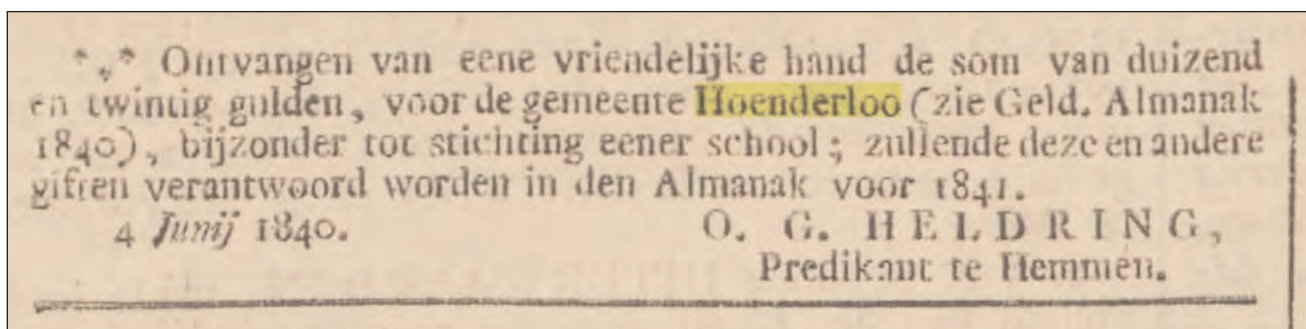 *,* Ontvangen van eene vriendelijke hand de som van duizend
en twintig gulden, voor de gemeente Hoenderloo (zie Geld. Almanak
1840), bijzonder tot stichting eener school; zullende deze en andere
giften verantwoord worden in den Almanak voor 1841.
4 Junij 1840. O. G. HELDRING,
Predikant te Hemmen.